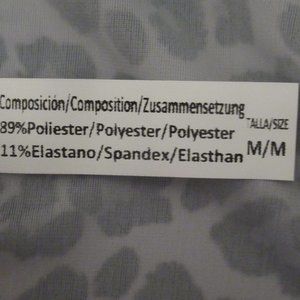 Composición/Composition/Zusammensetzung
89%Poliester/Polyester/Polyester
11%Elastano/Spandex/Elasthan
TALLA/SIZE
M/M